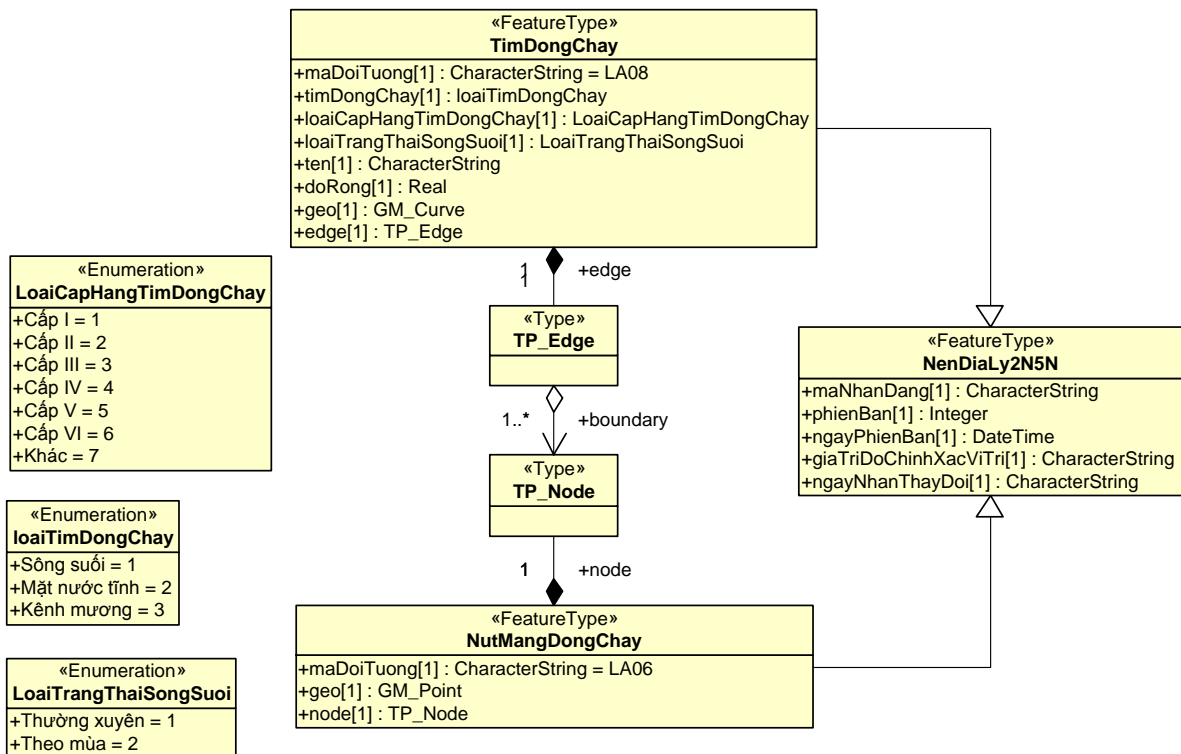 «FeatureType»
TimDongChay
+maDoiTuong[1] : CharacterString = LA08
+timDongChay[1] : loaiTimDongChay
+loaiCapHangTimDongChay[1] : LoaiCapHangTimDongChay
+loaiTrangThaiSongSuoi[1] : LoaiTrangThaiSongSuoi
+ten[1] : CharacterString
+doRong[1] : Real
+geo[1] : GM_Curve
+edge[1] : TP_Edge
1
1
+edge
«Enumeration»
LoaiCapHangTimDongChay
+Cấp I = 1
+Cấp II = 2
+Cấp III = 3
+Cấp IV = 4
+Cấp V = 5
+Cấp VI = 6
+Khác = 7
«Type»
TP_Edge
1..*
+boundary
«Type»
TP_Node
1
+node
«FeatureType»
NenDiaLy2N5N
+maNhanDang[1] : CharacterString
+phienBan[1] : Integer
+ngayPhienBan[1] : DateTime
+giaTriDoChinhXacViTri[1] : CharacterString
+ngayNhanThayDoi[1] : CharacterString
«Enumeration»
loaiTimDongChay
+Sông suối = 1
+Mặt nước tĩnh = 2
+Kênh mương = 3
«FeatureType»
NutMangDongChay
+maDoiTuong[1] : CharacterString = LA06
+geo[1] : GM_Point
+node[1] : TP_Node
«Enumeration»
LoaiTrangThaiSongSuoi
+Thường xuyên = 1
+Theo mùa = 2